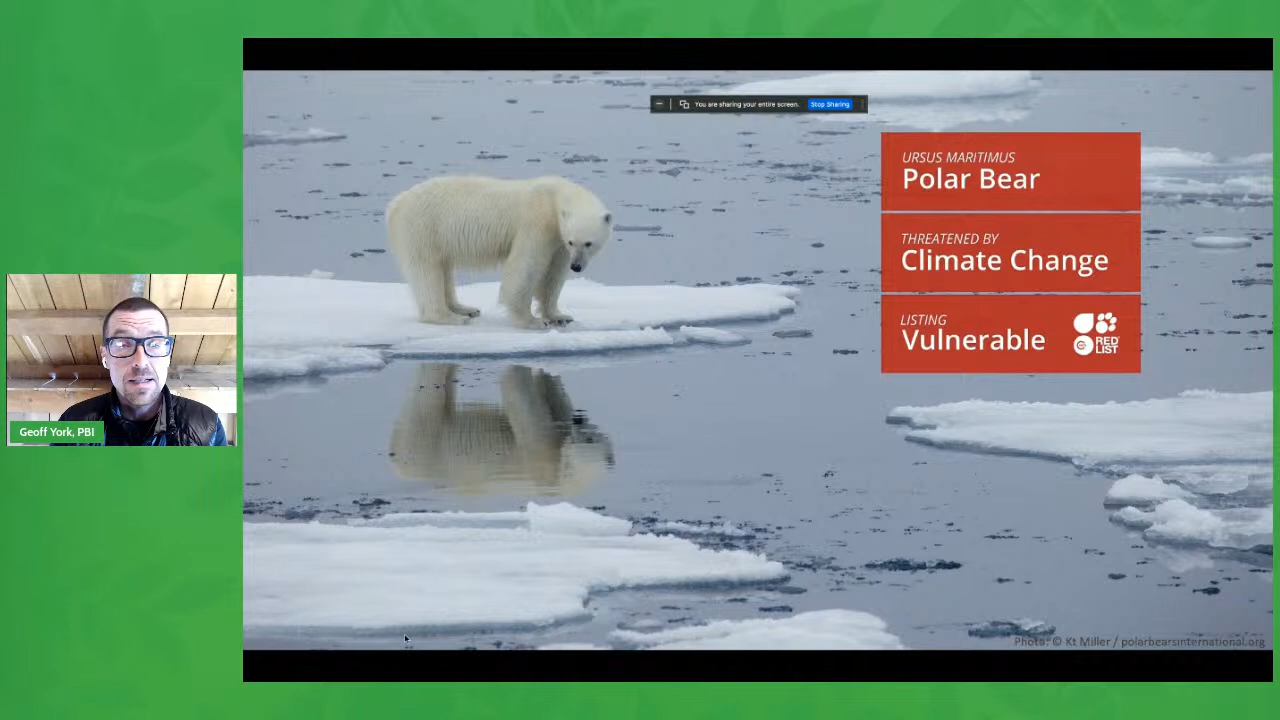 You are sharing your entire screen.
Stop Sharing
URSUS MARITIMUS
Polar Bear
THREATENED BY
Climate Change
LISTING
Vulnerable
RED
LIST
Geoff York, PBI
Photo: © Kt Miller / polarbearsinternational.org